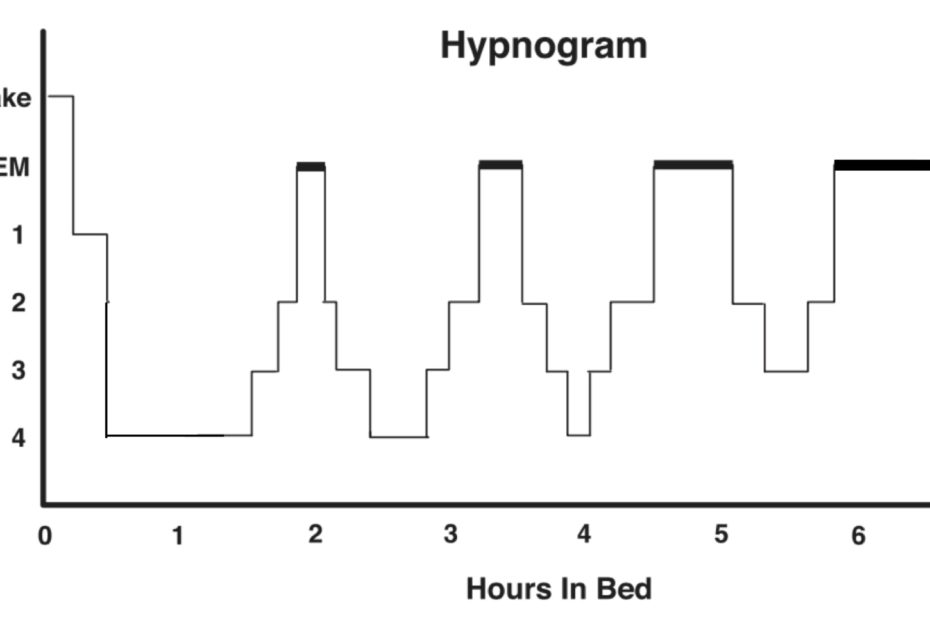 Hypnogram
ake
EM
1
2
3
4
0 1 2 3 4 5 6
Hours In Bed